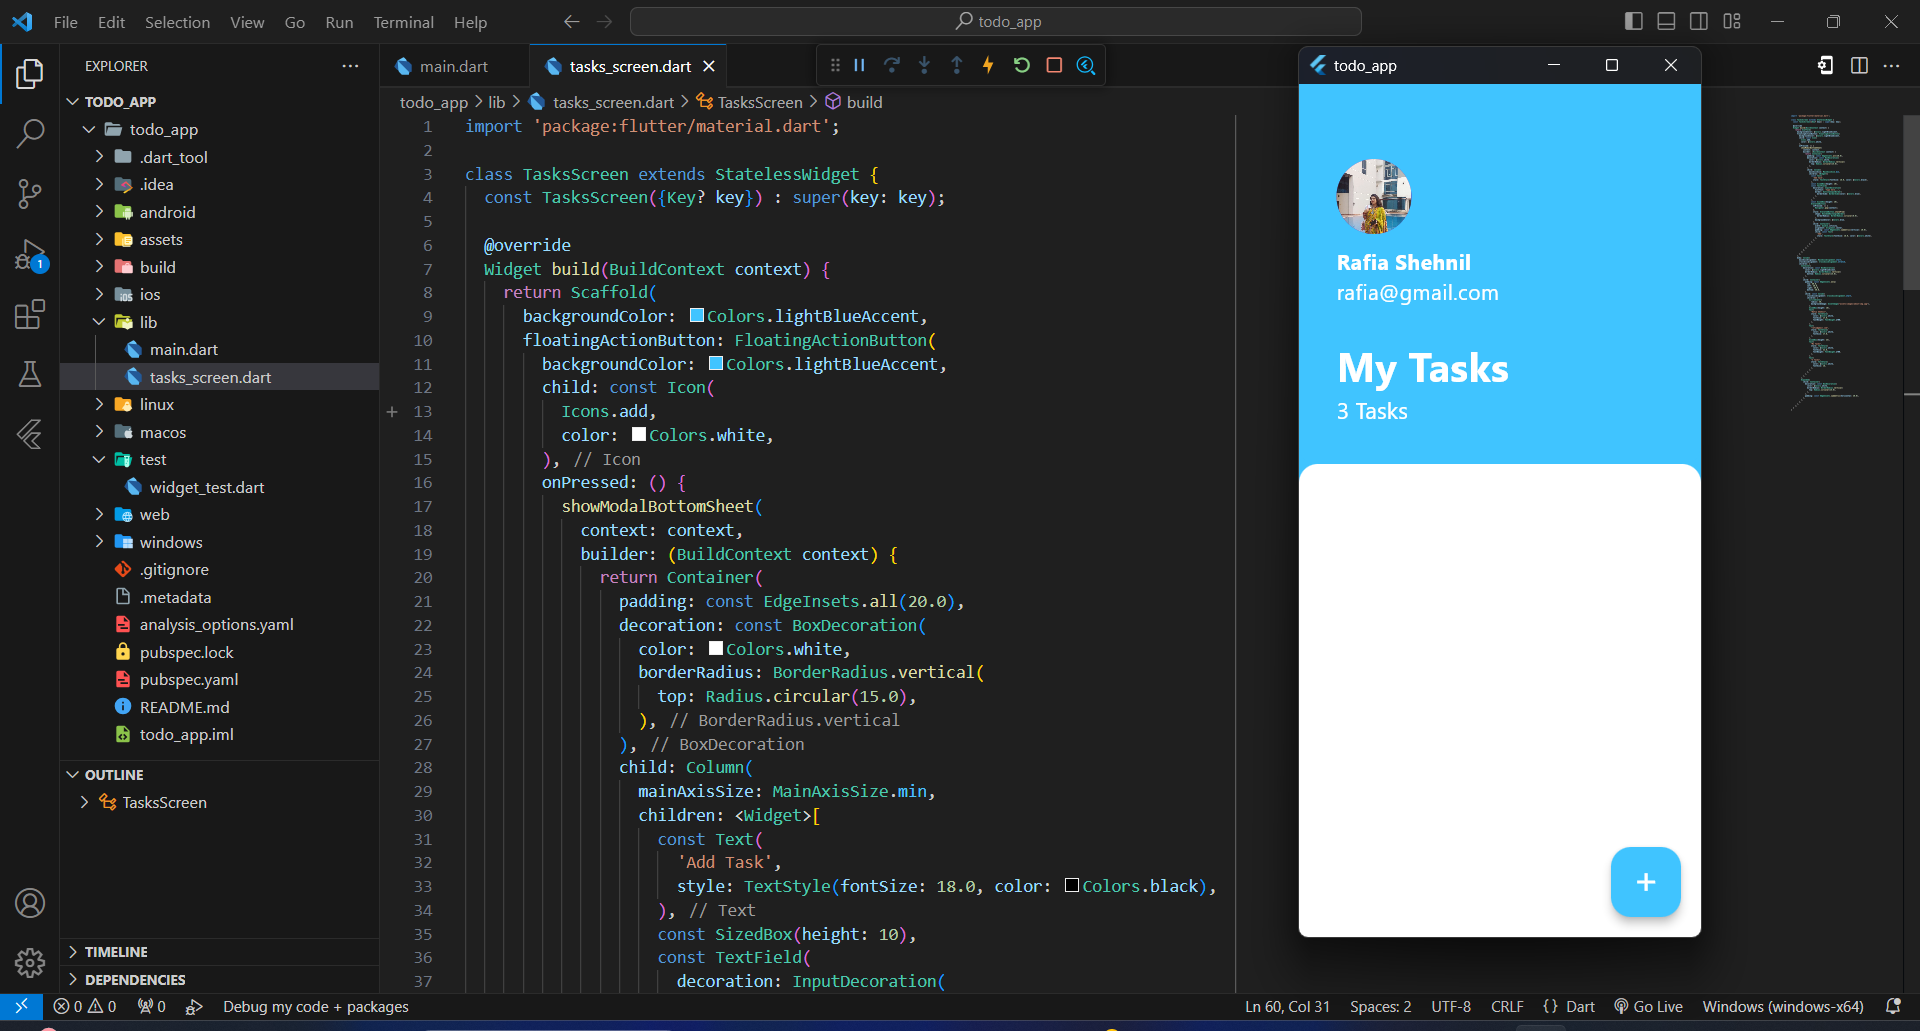 File Edit Selection View Go Run Terminal Help
todo_app
EXPLORER
TODO_APP
todo_app
.dart_tool
.idea
android
assets
build
ios
lib
main.dart
tasks_screen.dart
linux
macos
test
widget_test.dart
web
windows
.gitignore
.metadata
analysis_options.yaml
pubspec.lock
pubspec.yaml
README.md
todo_app.iml
OUTLINE
TasksScreen
TIMELINE
DEPENDENCIES
main.dart tasks_screen.dart
todo_app > lib > tasks_screen.dart > TasksScreen > build
1 import 'package:flutter/material.dart';
2
3 class TasksScreen extends StatelessWidget {
4 const TasksScreen({Key? key}) : super(key: key);
5
6 @override
7 Widget build(BuildContext context) {
8 return Scaffold(
9 backgroundColor: Colors.lightBlueAccent,
10 floatingActionButton: FloatingActionButton(
11 backgroundColor: Colors.lightBlueAccent,
12 child: const Icon(
13 Icons.add,
14 color: Colors.white,
15 ), // Icon
16 onPressed: () {
17 showModalBottomSheet(
18 context: context,
19 builder: (BuildContext context) {
20 return Container(
21 padding: const EdgeInsets.all(20.0),
22 decoration: const BoxDecoration(
23 color: Colors.white,
24 borderRadius: BorderRadius.vertical(
25 top: Radius.circular(15.0),
26 ), // BorderRadius.vertical
27 ), // BoxDecoration
28 child: Column(
29 mainAxisSize: MainAxisSize.min,
30 children: <Widget>[
31 const Text(
32 'Add Task',
33 style: TextStyle(fontSize: 18.0, color: Colors.black),
34 ), // Text
35 const SizedBox(height: 10),
36 const TextField(
37 decoration: InputDecoration(
todo_app
Rafia Shehnil
rafia@gmail.com
My Tasks
3 Tasks
+
1
0 0 0 Debug my code + packages
Ln 60, Col 31 Spaces: 2 UTF-8 CRLF {} Dart Go Live Windows (windows-x64)